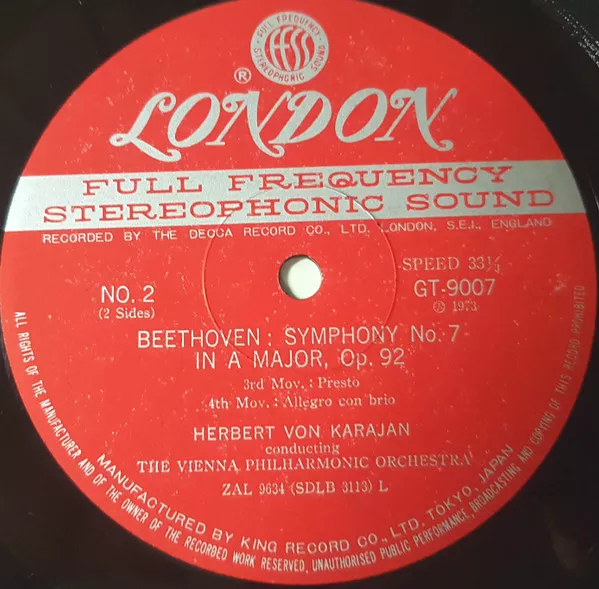 FULL FREQUENCY
ffss
STEREOPHONIC SOUND
®
LONDON
FULL FREQUENCY
STEREOPHONIC SOUND
RECORDED BY THE DECCA RECORD CO., LTD. LONDON, S.E.I., ENGLAND
SPEED 33⅓
NO. 2
GT-9007
(2 Sides)
℗ 1973
BEETHOVEN : SYMPHONY No. 7
IN A MAJOR, Op. 92
3rd Mov. : Presto
4th Mov. : Allegro con brio
HERBERT VON KARAJAN
conducting
THE VIENNA PHILHARMONIC ORCHESTRA
ZAL 9634 (SDLB 3113) L
MANUFACTURED BY KING RECORD CO., LTD. TOKYO, JAPAN
ALL RIGHTS OF THE MANUFACTURER AND OF THE OWNER OF THE RECORDED WORK RESERVED, UNAUTHORISED PUBLIC PERFORMANCE, BROADCASTING AND COPYING OF THIS RECORD PROHIBITED